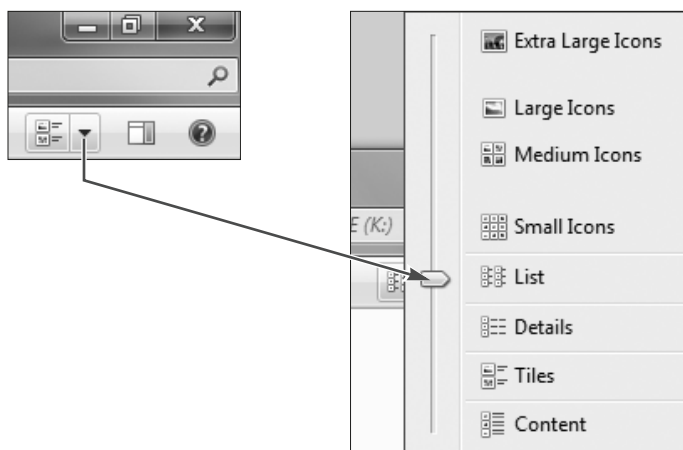 E (K:)
Extra Large Icons
Large Icons
Medium Icons
Small Icons
List
Details
Tiles
Content